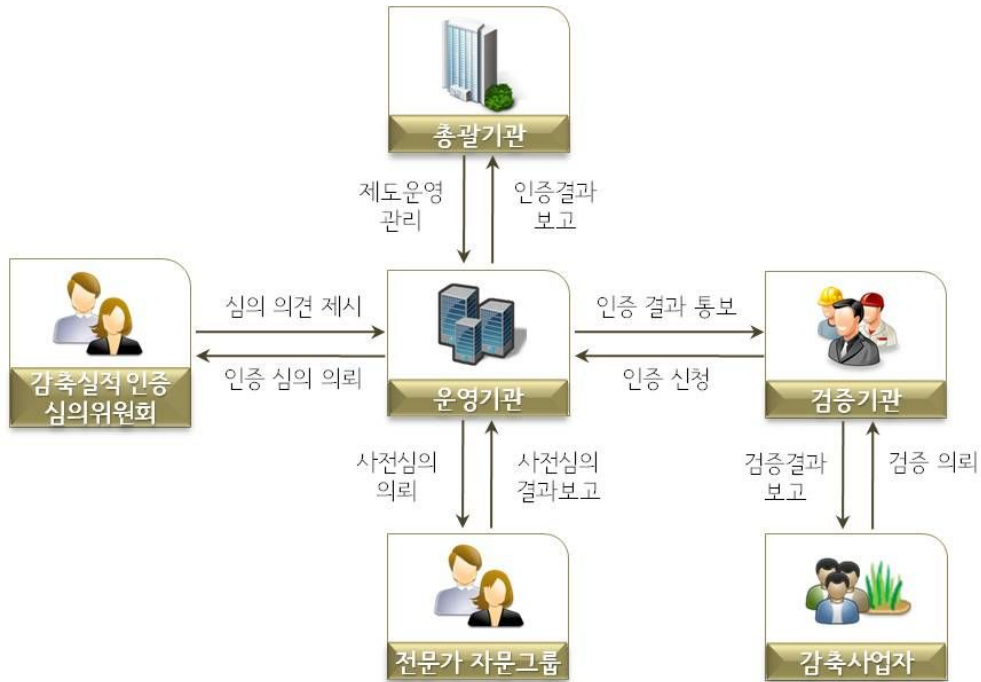 총괄기관
제도운영
관리
인증결과
보고
심의 의견 제시
인증 심의 의뢰
인증 결과 통보
인증 신청
감축실적 인증
심의위원회
운영기관
검증기관
사전심의
의뢰
사전심의
결과보고
검증결과
보고
검증 의뢰
전문가 자문그룹
감축사업자